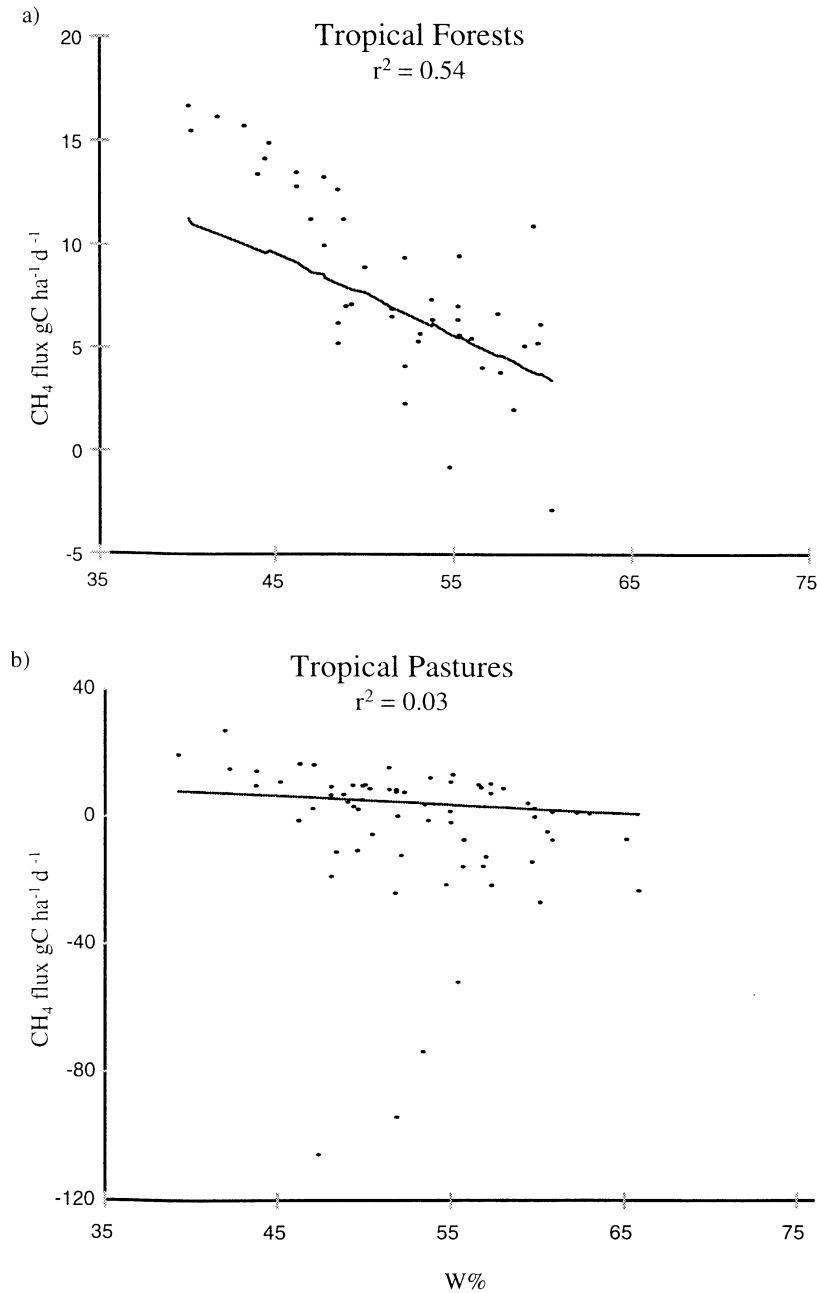 a)
Tropical Forests
r² = 0.54
20
15
10
5
0
-5
CH₄ flux gC ha⁻¹ d⁻¹
35 45 55 65 75
b)
Tropical Pastures
r² = 0.03
40
0
-40
-80
-120
CH₄ flux gC ha⁻¹ d⁻¹
35 45 55 65 75
W%